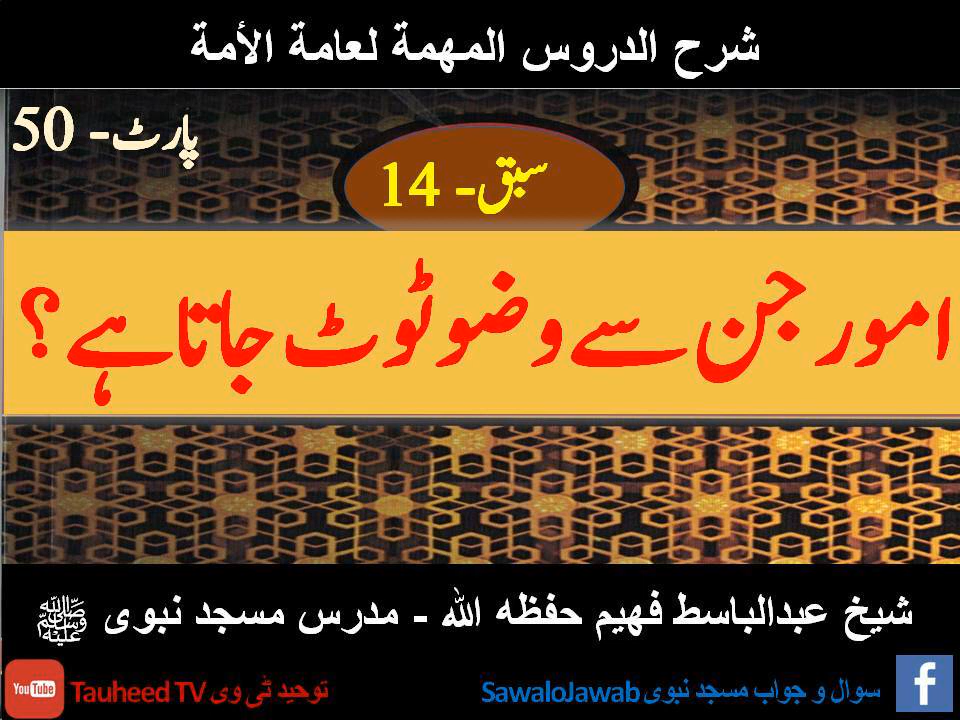 شرح الدروس المهمة لعامة الأمة
پارٹ- 50
سبق- 14
امور جن سے وضو ٹوٹ جاتا ہے؟
شیخ عبدالباسط فهیم حفظه الله - مدرس مسجد نبوی ﷺ
YouTube Tauheed TV توحید ٹی وی
SawaloJawab سوال و جواب مسجد نبوی f